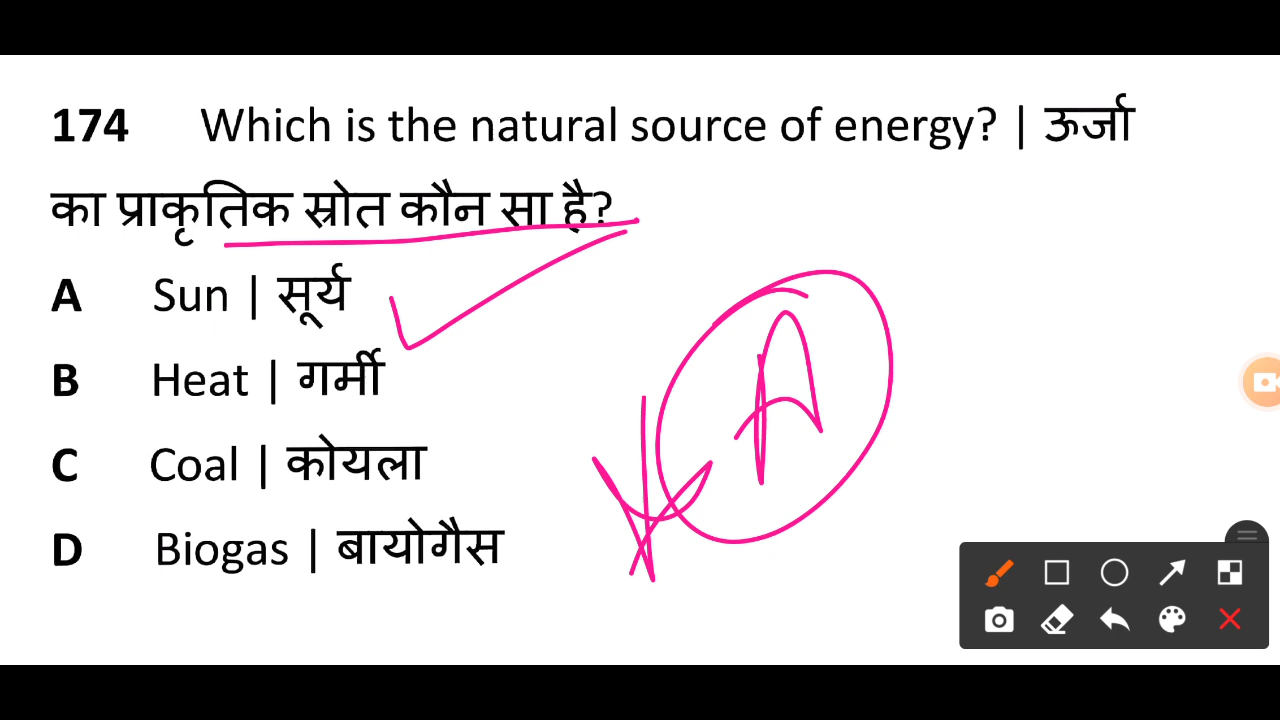 174 Which is the natural source of energy? | ऊर्जा
का प्राकृतिक स्रोत कौन सा है?
A Sun | सूर्य
B Heat | गर्मी
C Coal | कोयला
D Biogas | बायोगैस
A